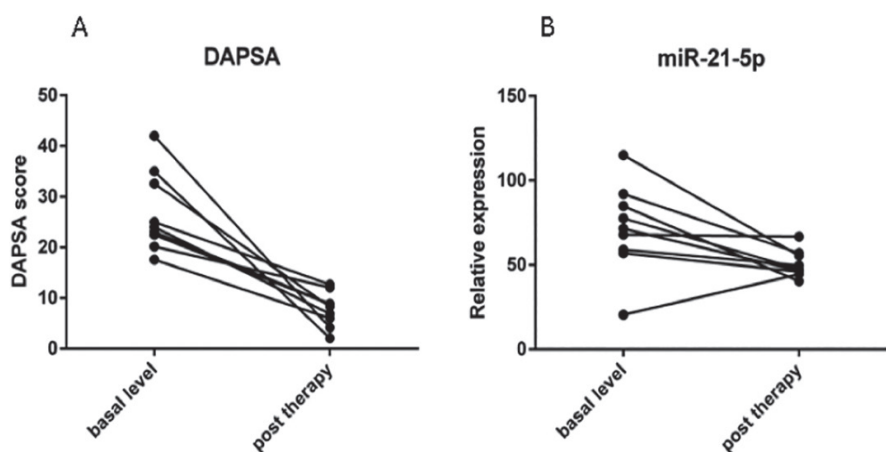 A
DAPSA
DAPSA score
50
40
30
20
10
0
basal level
post therapy
B
miR-21-5p
Relative expression
150
100
50
0
basal level
post therapy